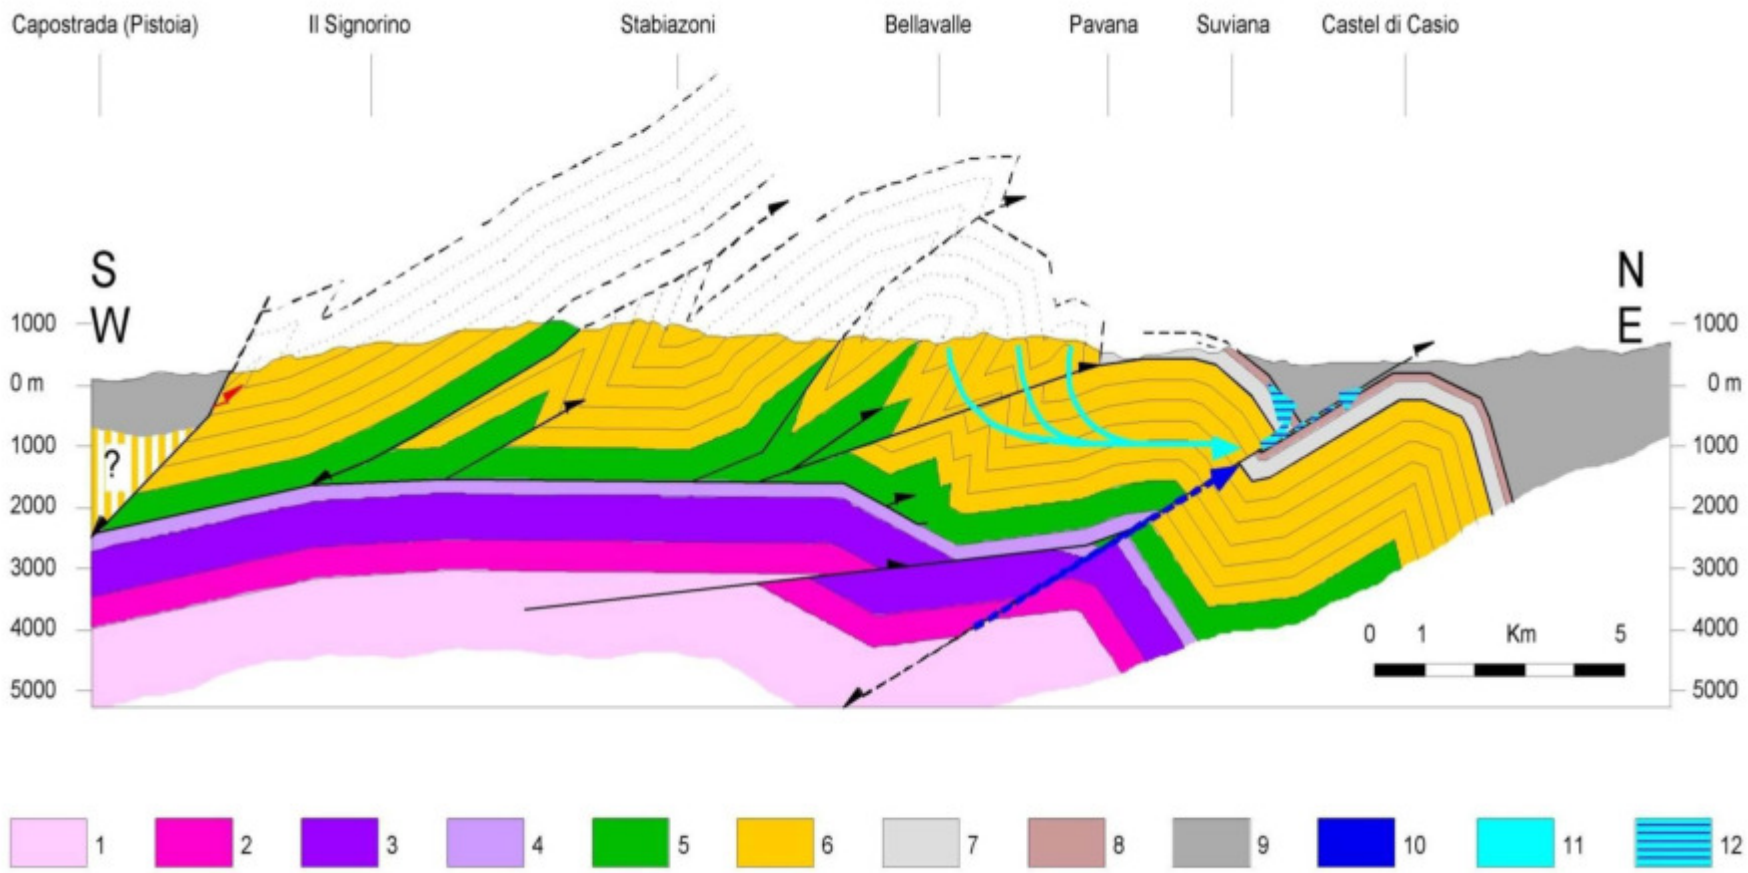 Capostrada (Pistoia) Il Signorino Stabiazoni Bellavalle Pavana Suviana Castel di Casio
S N
W E
1000 1000
0 m 0 m
1000 1000
?
2000 2000
3000 3000
4000 4000
0 1 Km 5
5000 5000
1 2 3 4 5 6 7 8 9 10 11 12